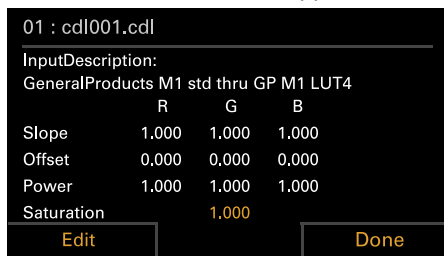 01 : cdl001.cdl
InputDescription:
GeneralProducts M1 std thru GP M1 LUT4
R G B
Slope 1.000 1.000 1.000
Offset 0.000 0.000 0.000
Power 1.000 1.000 1.000
Saturation 1.000
Edit Done